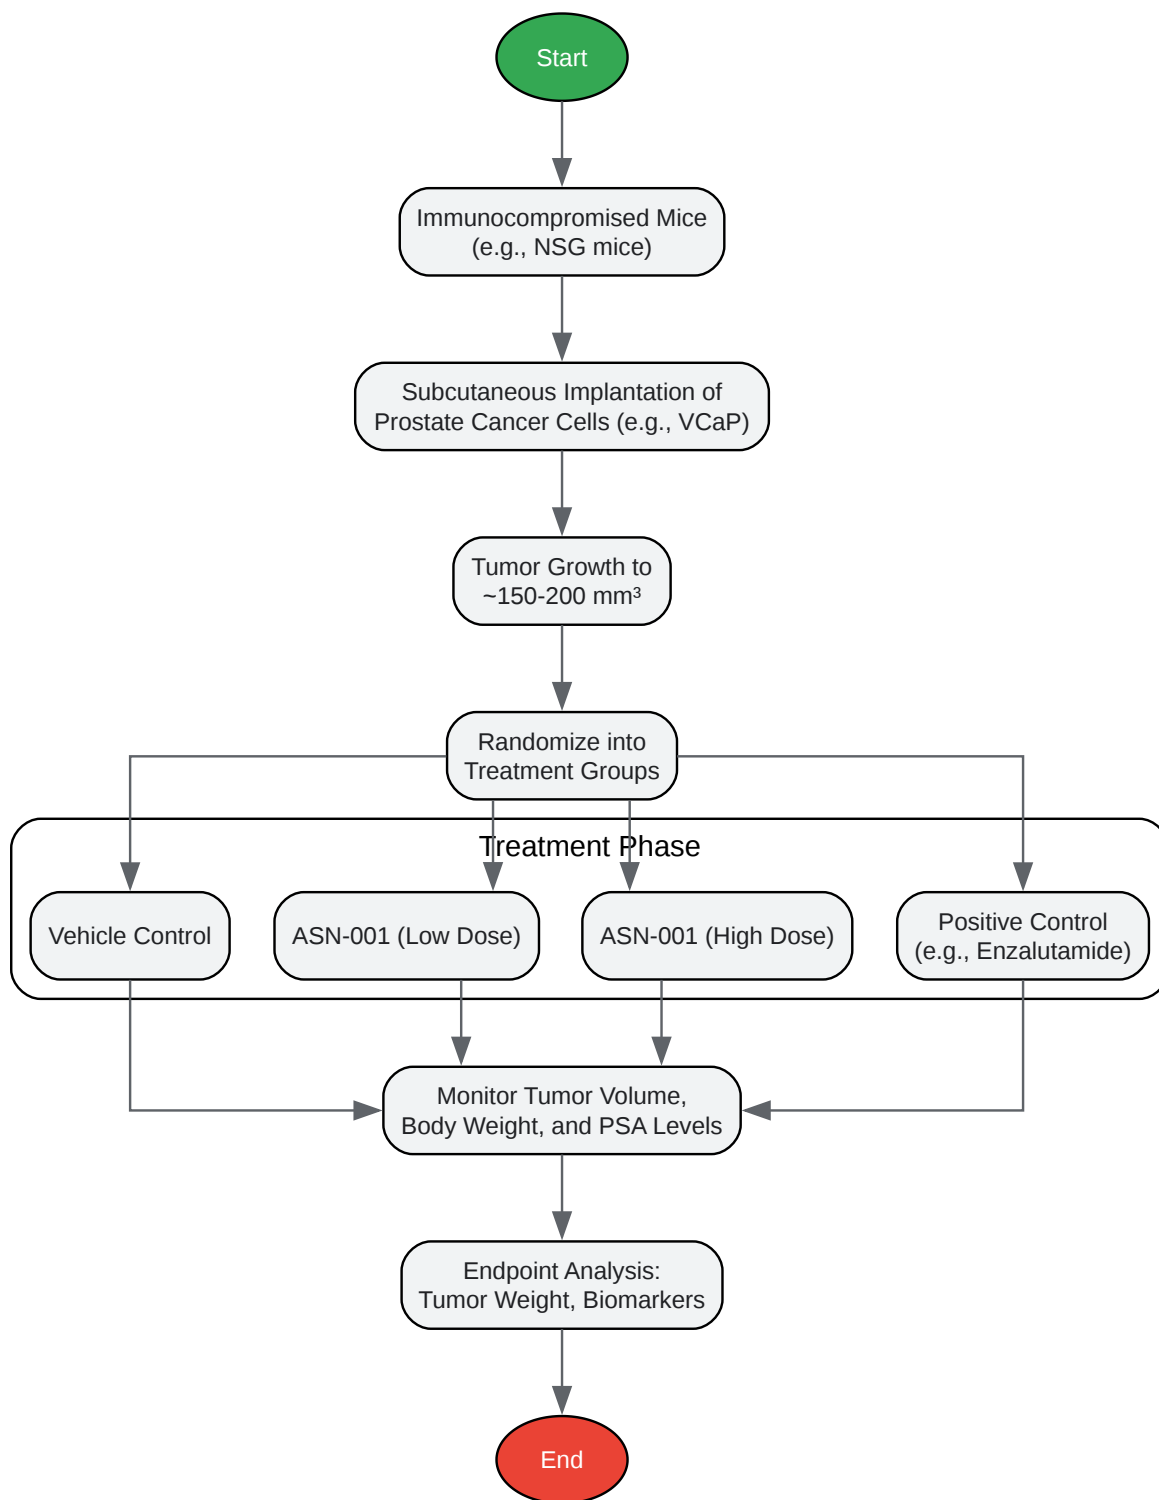 Start
Immunocompromised Mice
(e.g., NSG mice)
Subcutaneous Implantation of
Prostate Cancer Cells (e.g., VCaP)
Tumor Growth to
~150-200 mm³
Randomize into
Treatment Groups
Treatment Phase
Vehicle Control
ASN-001 (Low Dose)
ASN-001 (High Dose)
Positive Control
(e.g., Enzalutamide)
Monitor Tumor Volume,
Body Weight, and PSA Levels
Endpoint Analysis:
Tumor Weight, Biomarkers
End